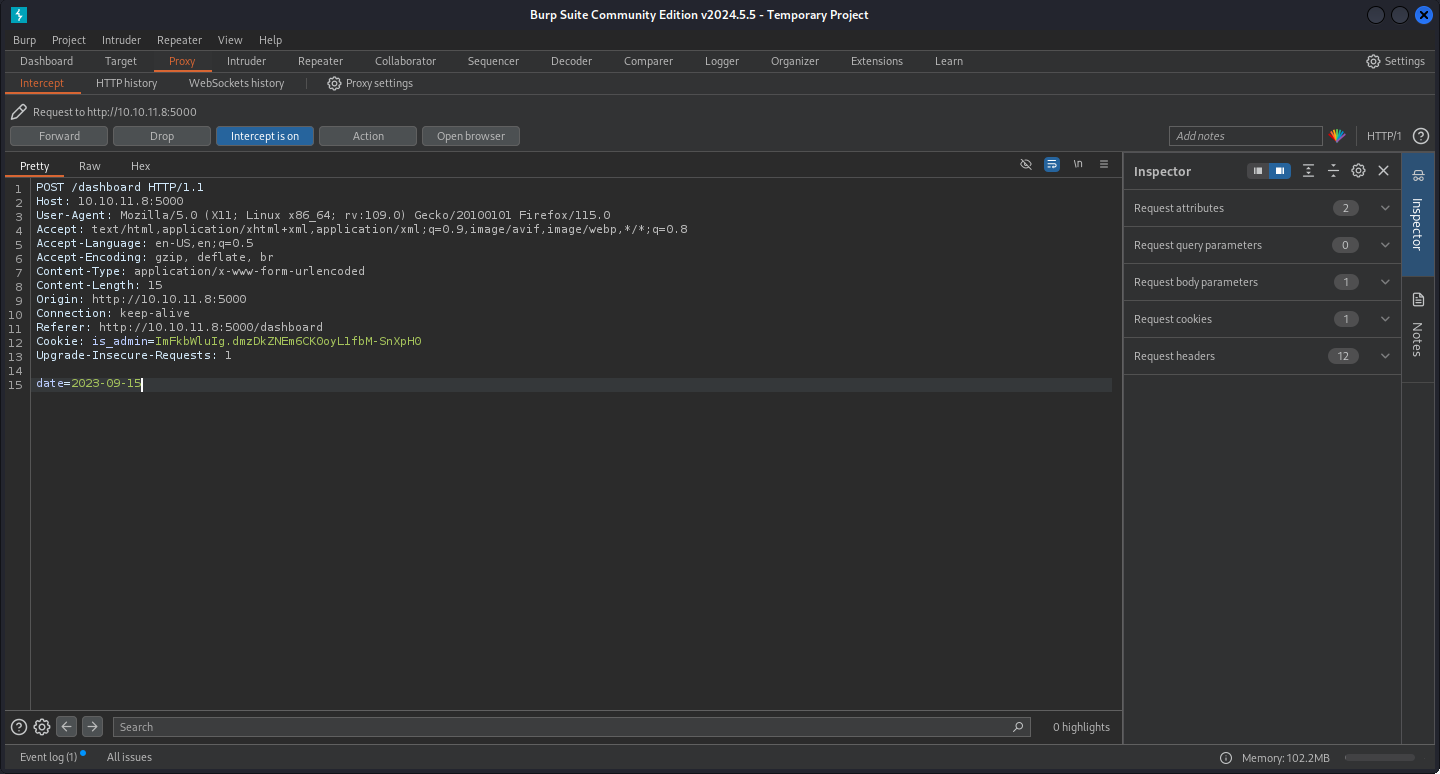 Burp Suite Community Edition v2024.5.5 - Temporary Project
Burp Project Intruder Repeater View Help
Dashboard Target Proxy Intruder Repeater Collaborator Sequencer Decoder Comparer Logger Organizer Extensions Learn Settings
Intercept HTTP history WebSockets history Proxy settings
Request to http://10.10.11.8:5000
Forward Drop Intercept is on Action Open browser Add notes HTTP/1
Pretty Raw Hex \n
Inspector
1 POST /dashboard HTTP/1.1
2 Host: 10.10.11.8:5000
3 User-Agent: Mozilla/5.0 (X11; Linux x86_64; rv:109.0) Gecko/20100101 Firefox/115.0
4 Accept: text/html,application/xhtml+xml,application/xml;q=0.9,image/avif,image/webp,*/*;q=0.8
5 Accept-Language: en-US,en;q=0.5
6 Accept-Encoding: gzip, deflate, br
7 Content-Type: application/x-www-form-urlencoded
8 Content-Length: 15
9 Origin: http://10.10.11.8:5000
10 Connection: keep-alive
11 Referer: http://10.10.11.8:5000/dashboard
12 Cookie: is_admin=ImFkbWluIg.dmzDkZNEm6CK0oyL1fbM-SnXpH0
13 Upgrade-Insecure-Requests: 1
14
15 date=2023-09-15
Request attributes 2
Request query parameters 0
Request body parameters 1
Request cookies 1
Request headers 12
Inspector
Notes
Search 0 highlights
Event log (1) All issues Memory: 102.2MB